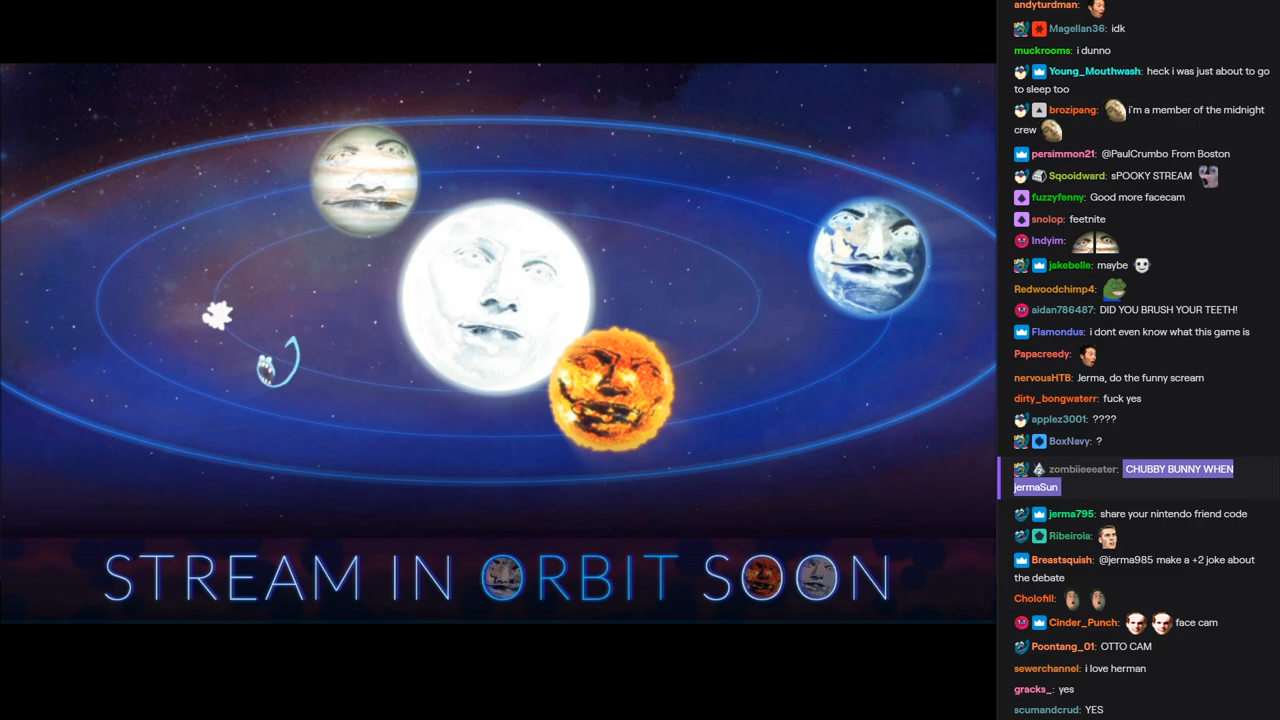 STREAM IN ORBIT SOON
andyturdman:
Magellan36: idk
muckrooms: i dunno
Young_Mouthwash: heck i was just about to go
to sleep too
brozipang: i'm a member of the midnight
crew
persimmon21: @PaulCrumbo From Boston
Sqooidward: sPOOKY STREAM
fuzzyfenny: Good more facecam
snolop: feetnite
Indyim:
jakebelle: maybe
Redwoodchimp4:
aidan786487: DID YOU BRUSH YOUR TEETH!
Flamondus: i dont even know what this game is
Papacreedy:
nervousHTB: Jerma, do the funny scream
dirty_bongwaterr: fuck yes
applez3001: ????
BoxNavy: ?
zombiieeeater: CHUBBY BUNNY WHEN
jermaSun
jerma795: share your nintendo friend code
Ribeiroia:
Breastsquish: @jerma985 make a +2 joke about
the debate
Cholofill:
Cinder_Punch: face cam
Poontang_01: OTTO CAM
sewerchannel: i love herman
gracks_: yes
scumandcrud: YES